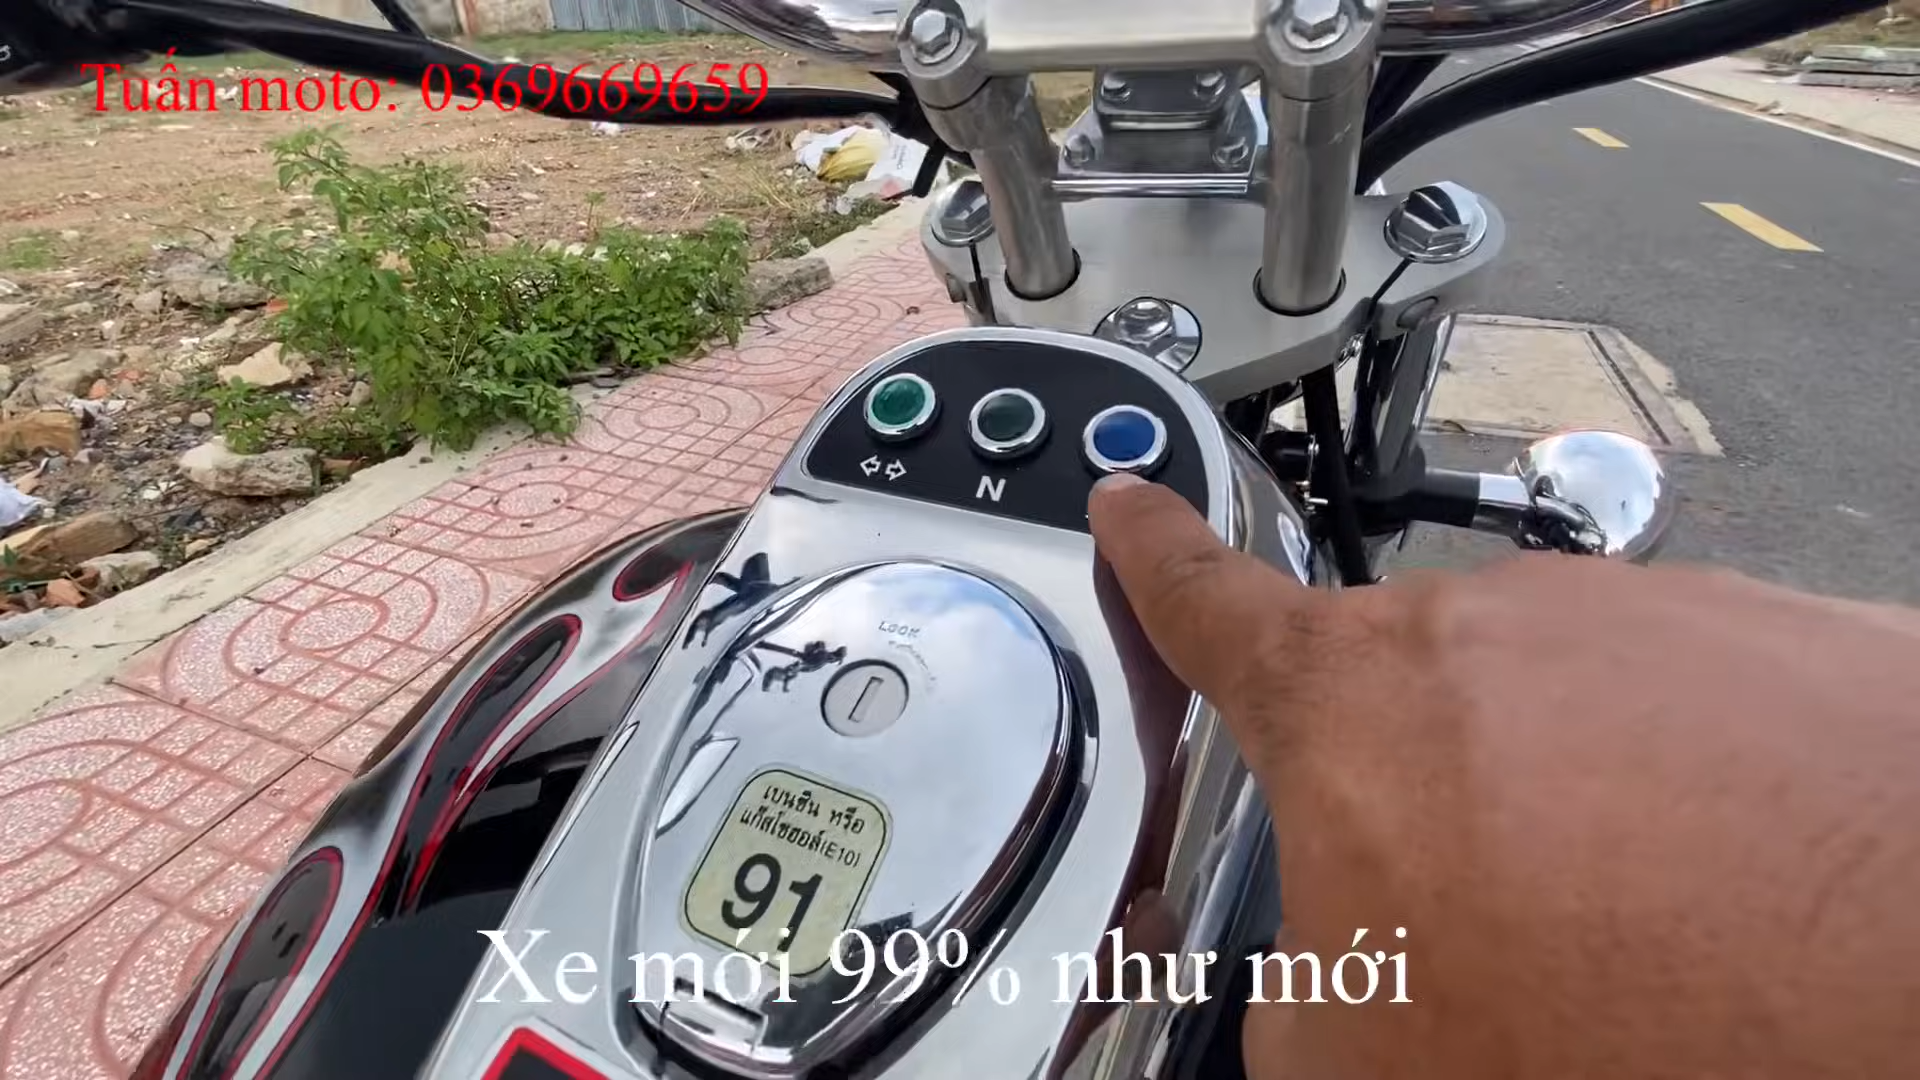 Tuấn moto: 0369669659
N
LOCK
เบนซิน หรือ
แก๊สโซฮอล์(E10)
91
Xe mới 99% như mới